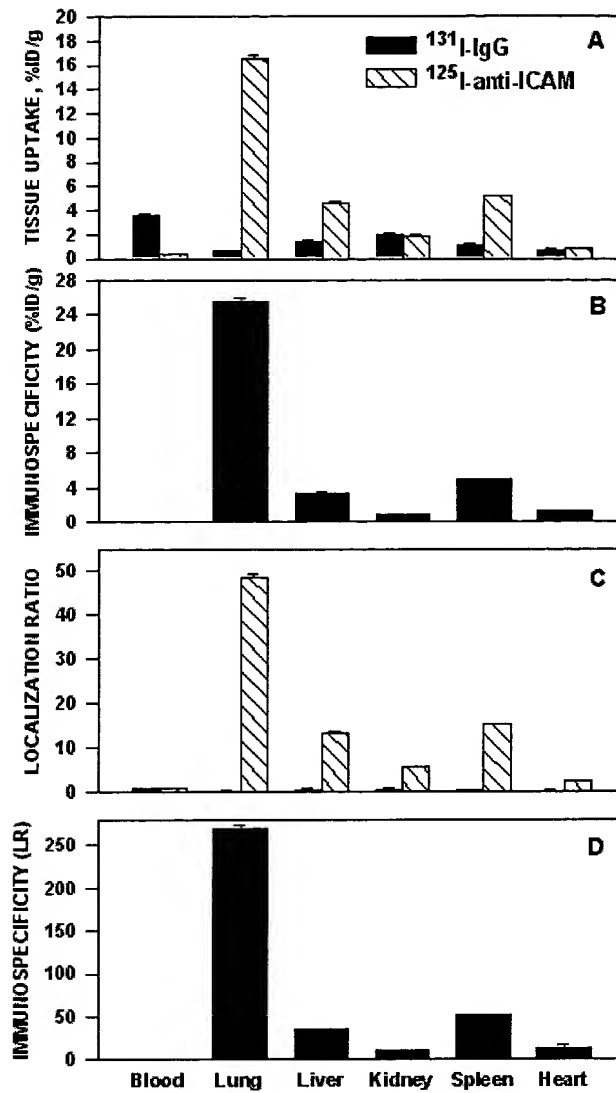 A
131I-IgG
125I-anti-ICAM
TISSUE UPTAKE, %ID/g
20
18
16
14
12
10
8
6
4
2
0
B
IMMUNOSPECIFICITY (%ID/g)
28
24
20
16
12
8
4
0
C
LOCALIZATION RATIO
50
40
30
20
10
0
D
IMMUNOSPECIFICITY (LR)
250
200
150
100
50
0
Blood Lung Liver Kidney Spleen Heart